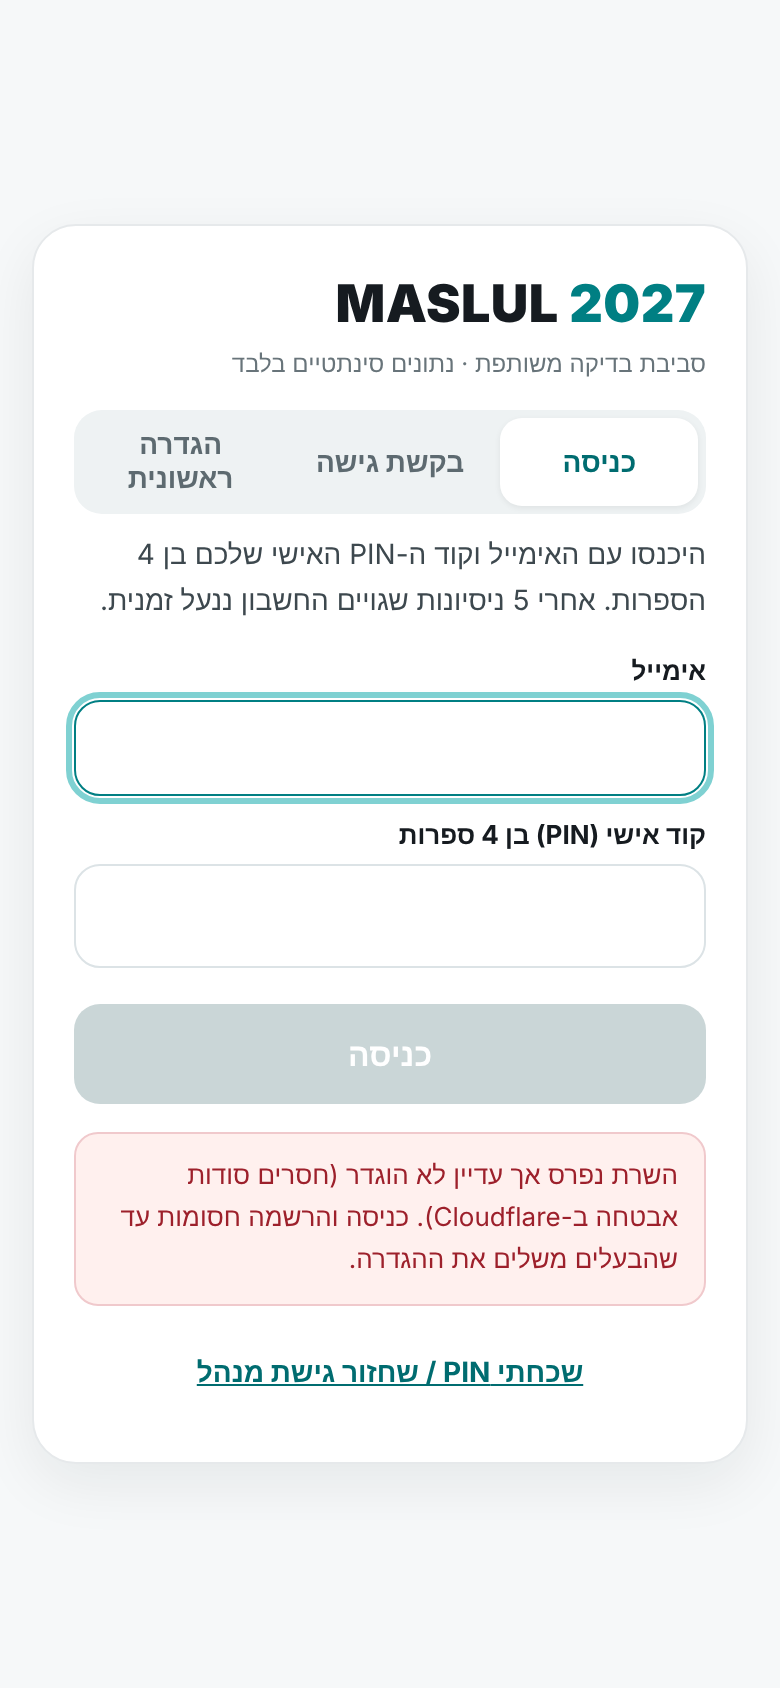 MASLUL 2027
סביבת בדיקה משותפת · נתונים סינתטיים בלבד
כניסה
בקשת גישה
הגדרה
ראשונית
היכנסו עם האימייל וקוד ה-PIN האישי שלכם בן 4
הספרות. אחרי 5 ניסיונות שגויים החשבון ננעל זמנית.
אימייל
קוד אישי (PIN) בן 4 ספרות
כניסה
השרת נפרס אך עדיין לא הוגדר (חסרים סודות
אבטחה ב-Cloudflare). כניסה והרשמה חסומות עד
שהבעלים משלים את ההגדרה.
שכחתי PIN / שחזור גישת מנהל